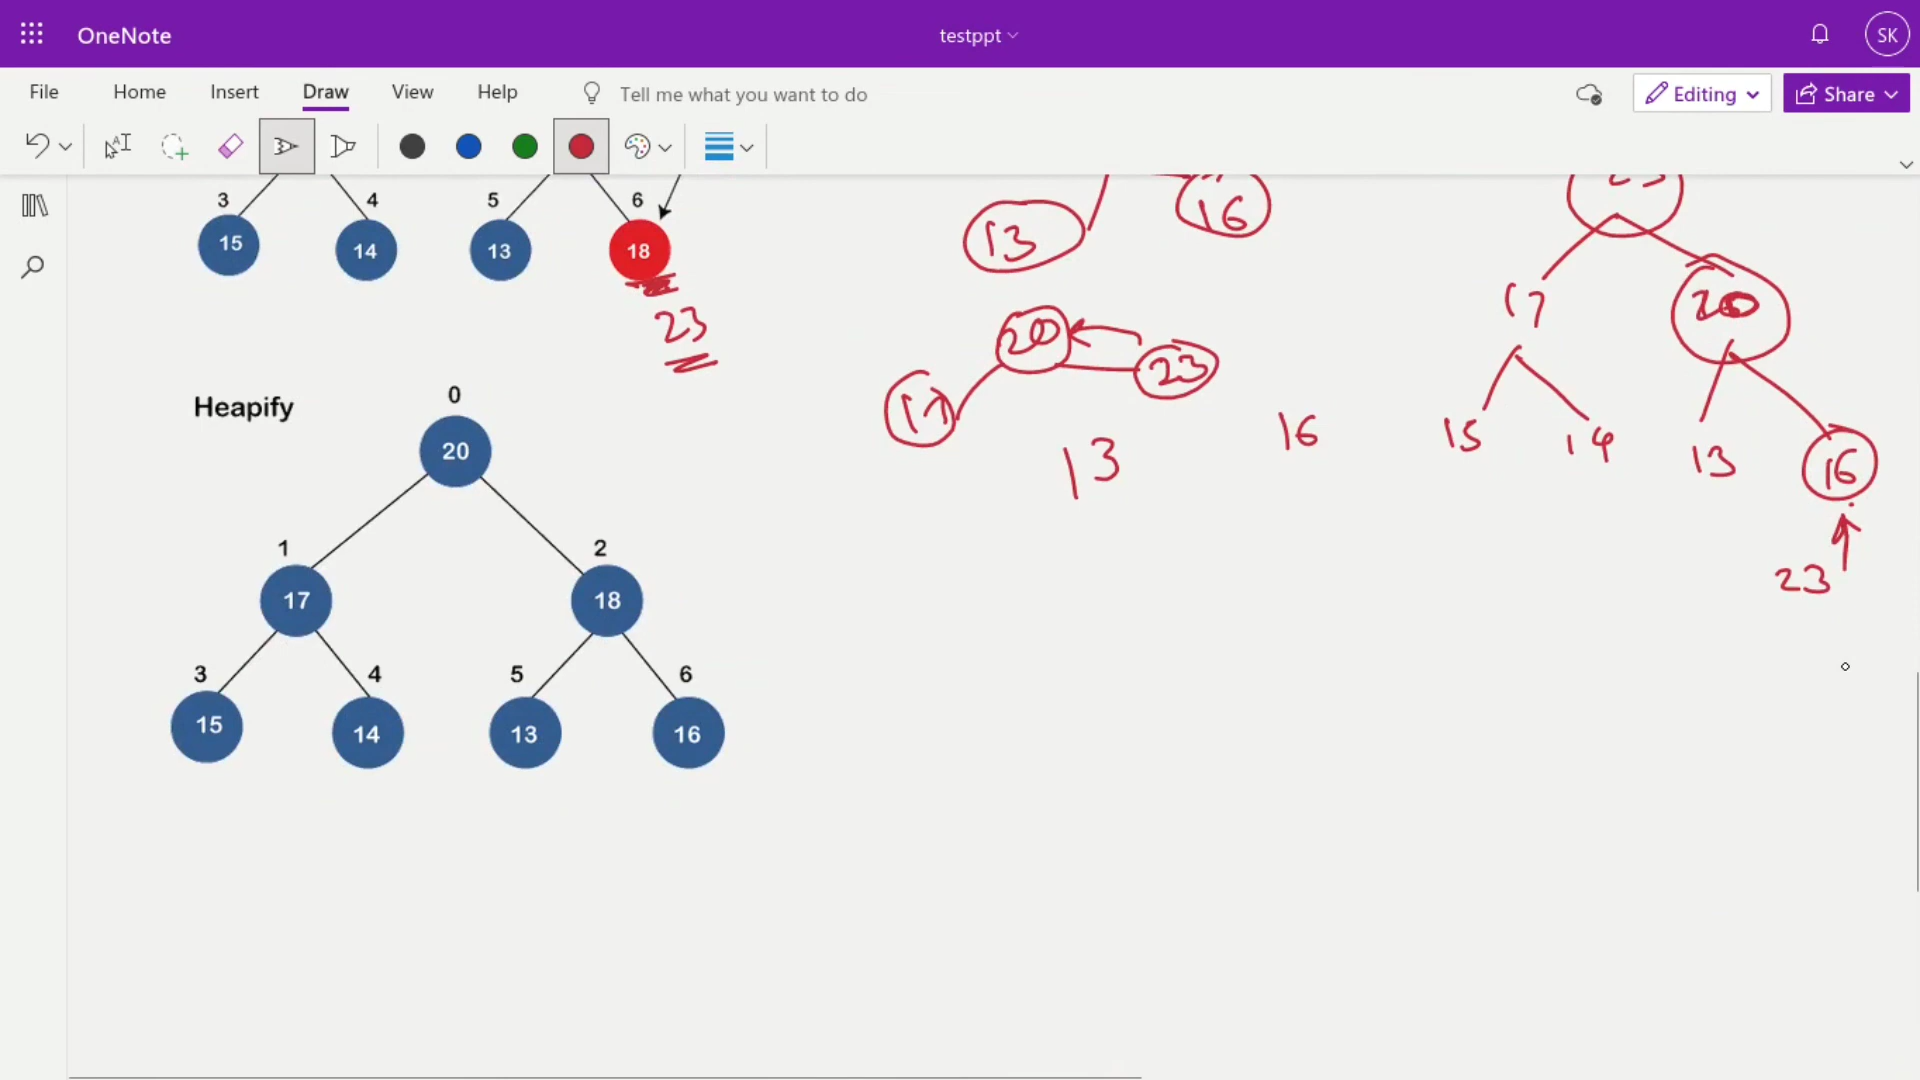 OneNote
testppt
SK
File Home Insert Draw View Help Tell me what you want to do
Editing Share
3 4 5 6
15 14 13 18
23
Heapify
0
20
1 2
17 18
3 4 5 6
15 14 13 16
13 16
20 23
17
13 16
17 20
15 14 13 16
23